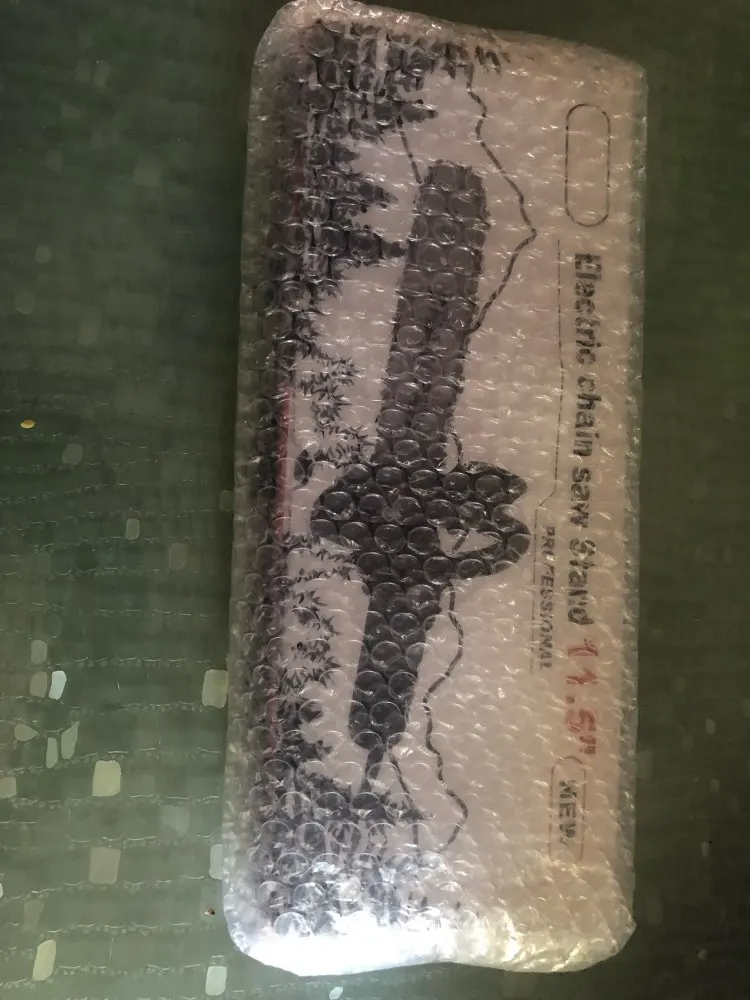 Electric chain saw Stand 11.5"
PROFESSIONAL
NEW